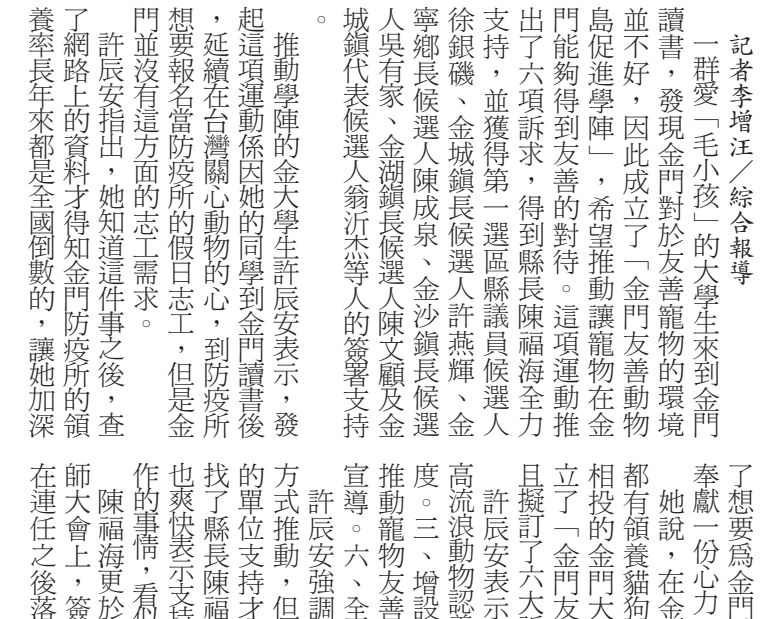 記者李增汪／綜合報導
一群愛「毛小孩」的大學生來到金門
讀書，發現金門對於友善寵物的環境
並不好，因此成立了「金門友善動物
島促進學陣」，希望推動讓寵物在金
門能夠得到友善的對待。這項運動推
出了六項訴求，得到縣長陳福海全力
支持，並獲得第一選區縣議員候選人
徐銀磯、金城鎮長候選人許燕輝、金
寧鄉長候選人陳成泉、金沙鎮長候選
人吳有家、金湖鎮長候選人陳文顧及金
城鎮代表候選人翁沂杰等人的簽署支持
。
推動學陣的金大學生許辰安表示，發
起這項運動係因她的同學到金門讀書後
，延續在台灣關心動物的心，到防疫所
想要報名當防疫所的假日志工，但是金
門並沒有這方面的志工需求。
許辰安指出，她知道這件事之後，查
了網路上的資料才得知金門防疫所的領
養率長年來都是全國倒數的，讓她加深
了想要為金門
奉獻一份心力
她說，在金
都有領養貓狗
相投的金門大
立了「金門友
且擬訂了六大訴
許辰安表示
高流浪動物認養
度。三、增設
推動寵物友善
宣導。六、全
許辰安強調
方式推動，但
的單位支持才
找了縣長陳福
也爽快表示支持
作的事情，看似
陳福海更於
師大會上，簽
在連任之後落